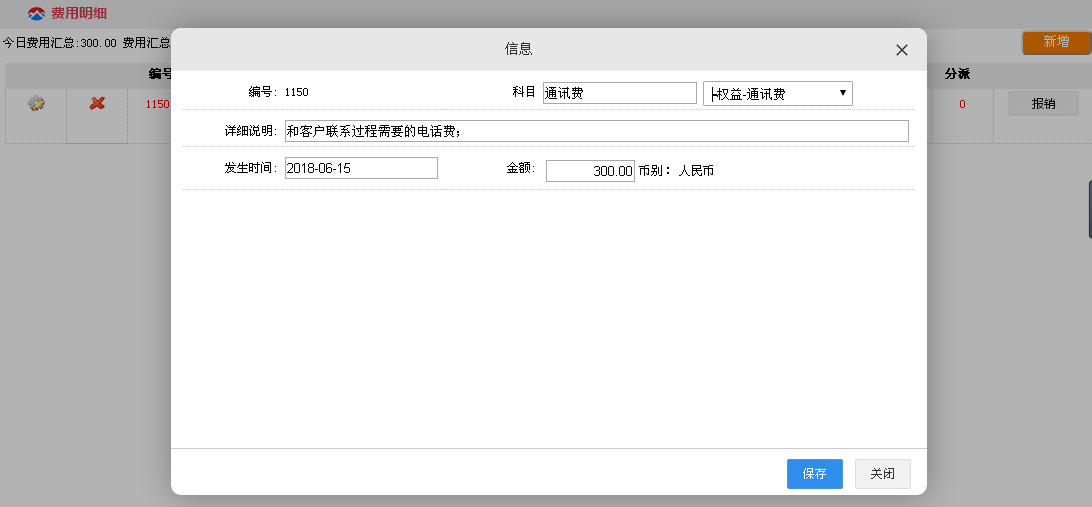 费用明细
今日费用汇总:300.00 费用汇总
新增
信息
编号 分派
1150 0 报销
编号: 1150 科目 通讯费 ├-权益-通讯费
详细说明: 和客户联系过程需要的电话费;
发生时间: 2018-06-15 金额: 300.00 币别: 人民币
保存 关闭